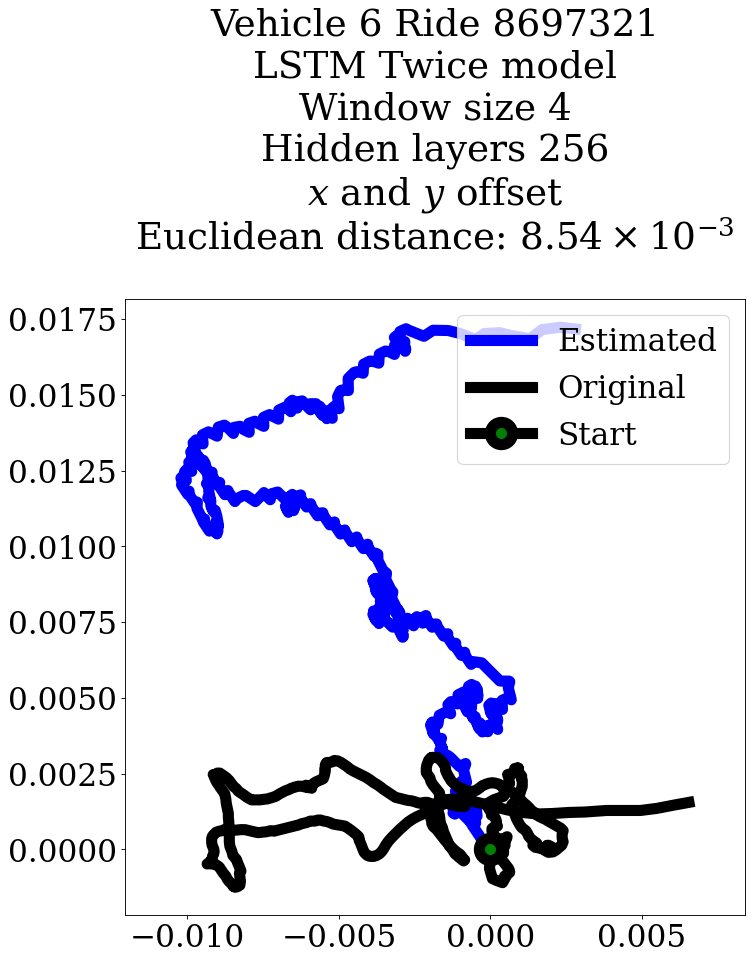 Vehicle 6 Ride 8697321
LSTM Twice model
Window size 4
Hidden layers 256
x and y offset
Euclidean distance: 8.54 × 10⁻³
0.0175
0.0150
0.0125
0.0100
0.0075
0.0050
0.0025
0.0000
Estimated
Original
Start
−0.010 −0.005 0.000 0.005